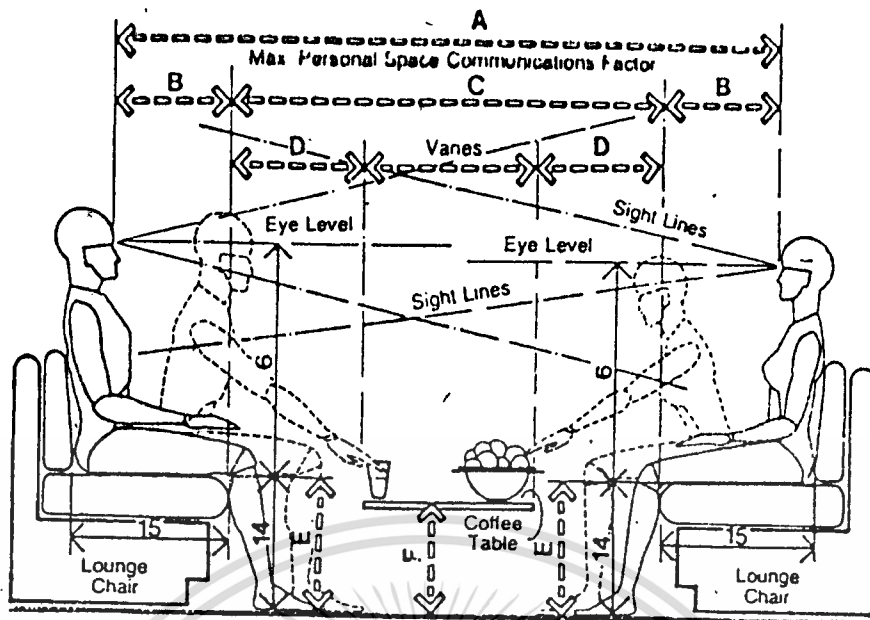 A
Max. Personal Space Communications Factor
B
C
B
D
Vanes
D
Sight Lines
Eye Level
Eye Level
Sight Lines
6
6
15
14
E
F
Coffee
Table
E
14
15
Lounge
Chair
Lounge
Chair